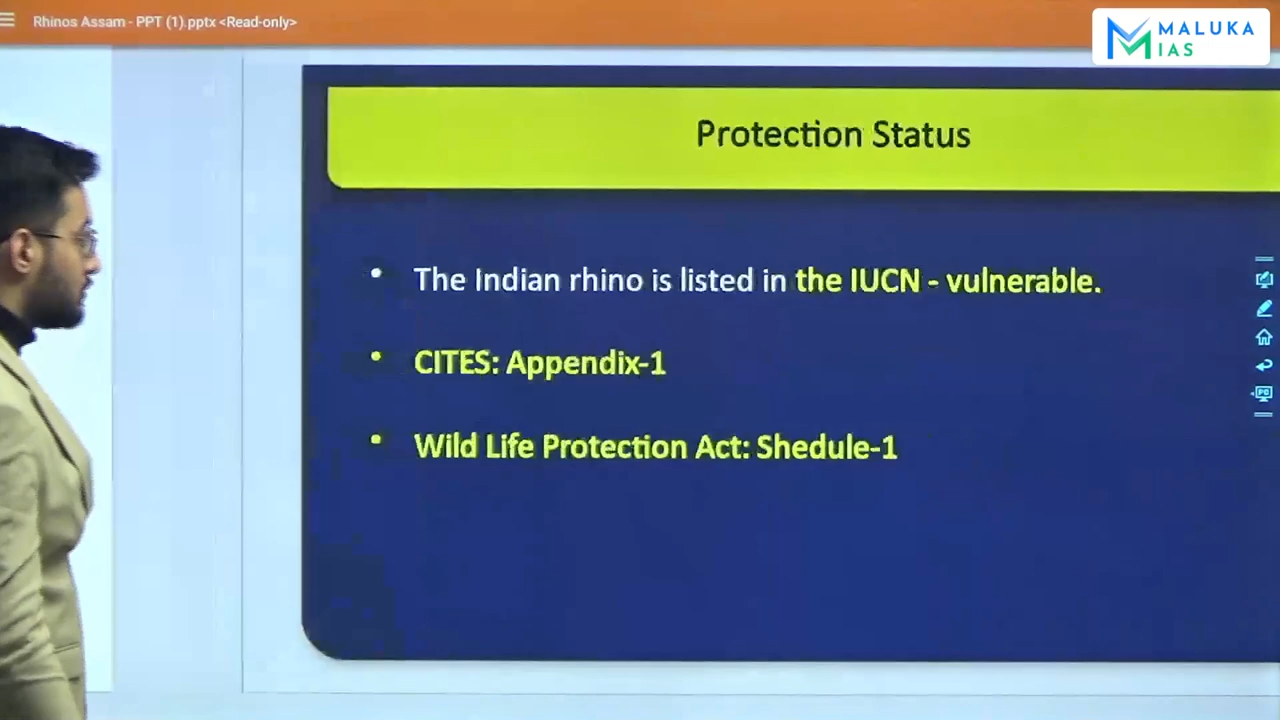 Rhinos Assam - PPT (1).pptx <Read-only>
MALUKA
IAS
Protection Status
• The Indian rhino is listed in the IUCN - vulnerable.
• CITES: Appendix-1
• Wild Life Protection Act: Shedule-1